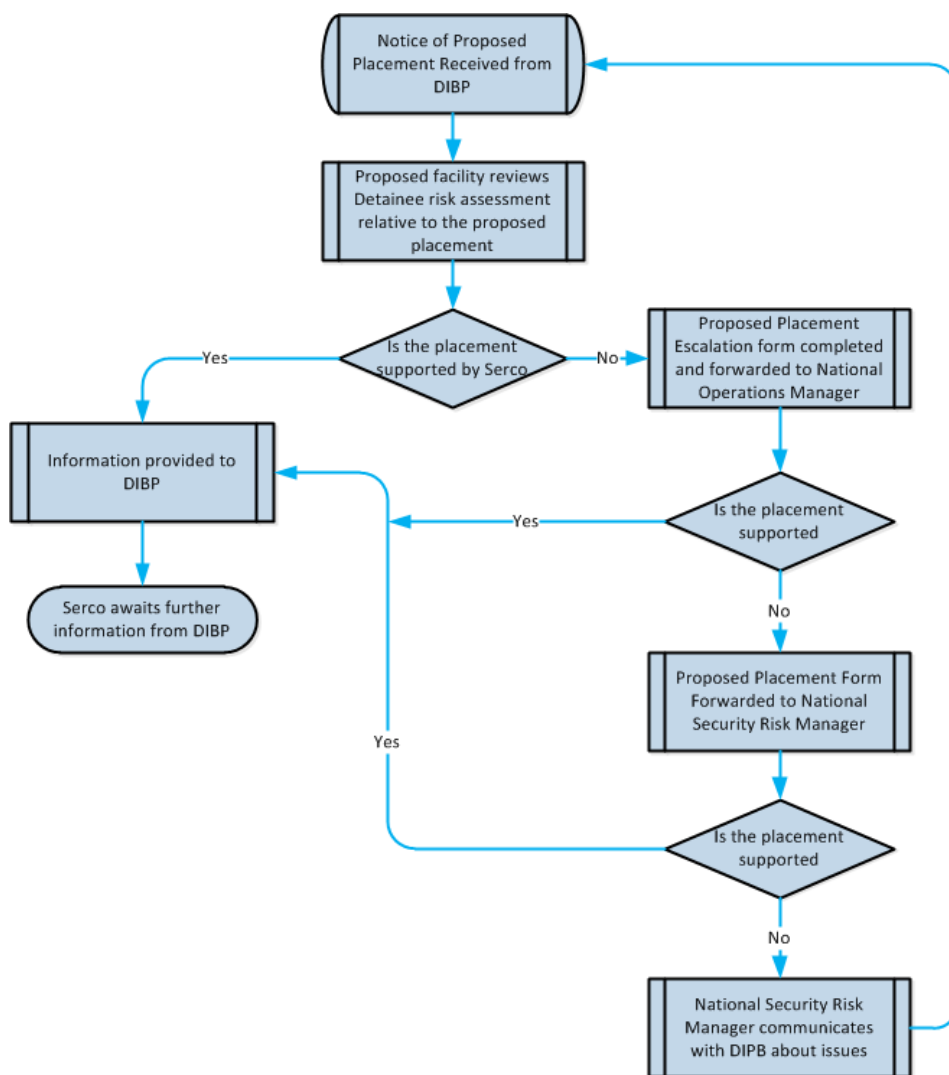 Notice of Proposed
Placement Received from
DIBP
Proposed facility reviews
Detainee risk assessment
relative to the proposed
placement
Is the placement
supported by Serco
Yes
No
Proposed Placement
Escalation form completed
and forwarded to National
Operations Manager
Information provided to
DIBP
Is the placement
supported
Yes
Serco awaits further
information from DIBP
No
Proposed Placement Form
Forwarded to National
Security Risk Manager
Yes
Is the placement
supported
No
National Security Risk
Manager communicates
with DIPB about issues